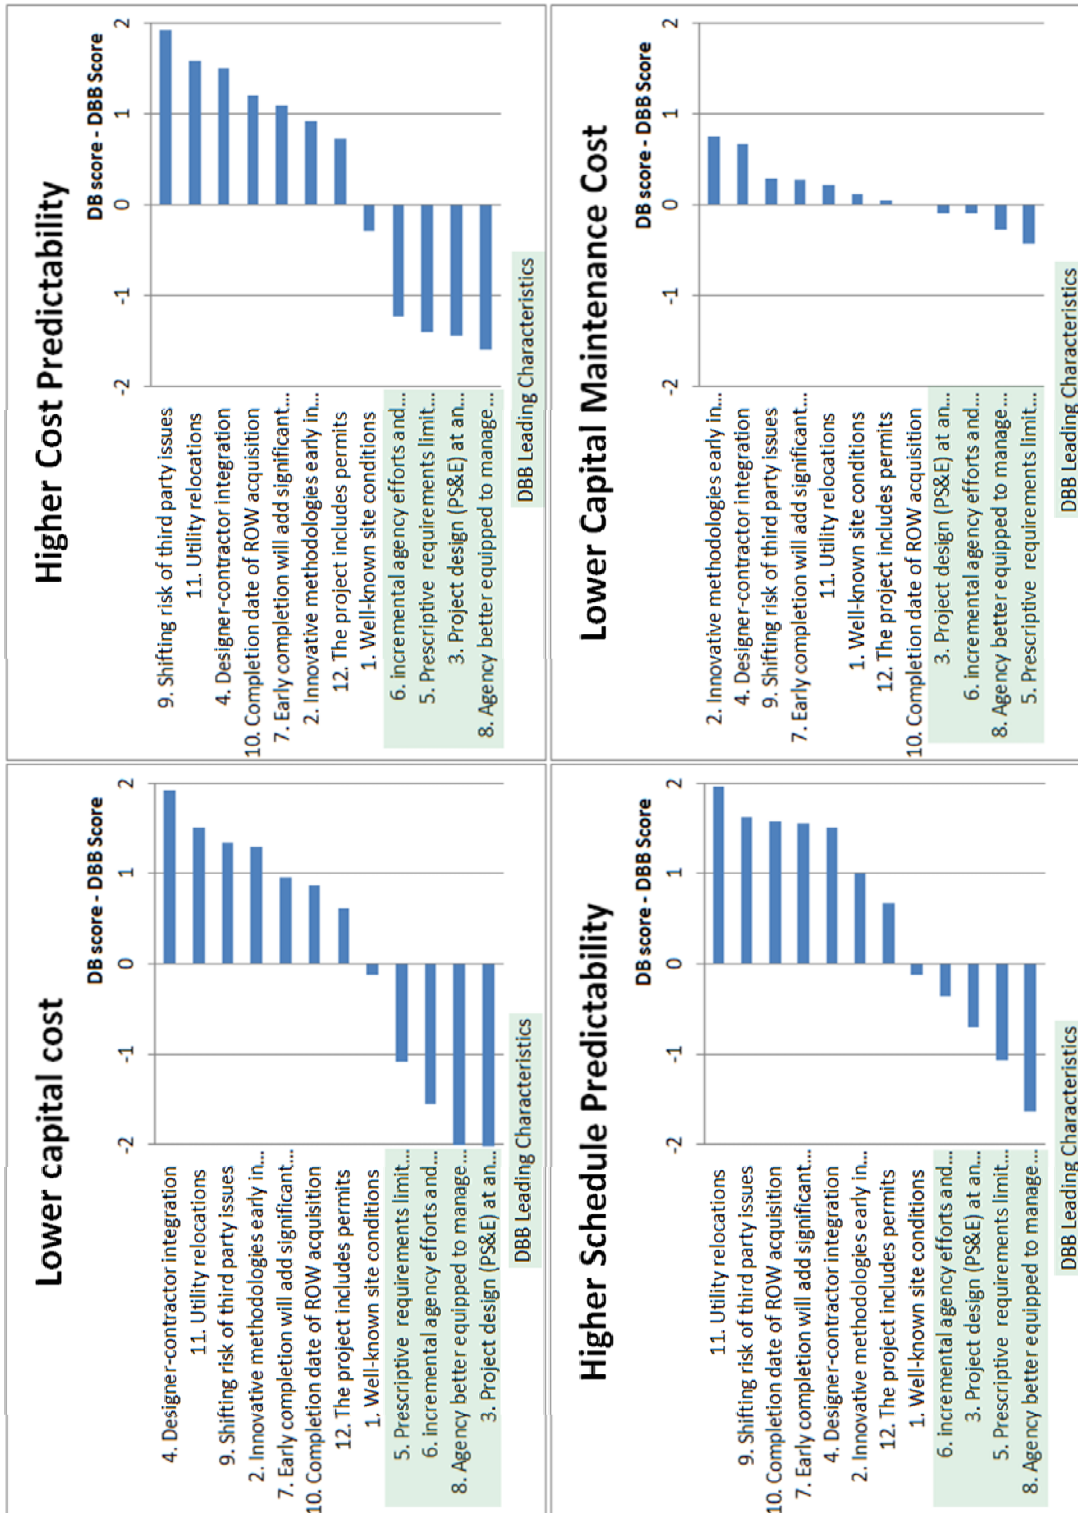 Lower capital cost
DB score - DBB Score
-2 -1 0 1 2
4. Designer-contractor integration
11. Utility relocations
9. Shifting risk of third party issues
2. Innovative methodologies early in...
7. Early completion will add significant...
10. Completion date of ROW acquisition
12. The project includes permits
1. Well-known site conditions
5. Prescriptive requirements limit...
6. incremental agency efforts and...
8. Agency better equipped to manage...
3. Project design (PS&E) at an...
DBB Leading Characteristics
Higher Cost Predictability
DB score - DBB Score
-2 -1 0 1 2
9. Shifting risk of third party issues
11. Utility relocations
4. Designer-contractor integration
10. Completion date of ROW acquisition
7. Early completion will add significant...
2. Innovative methodologies early in...
12. The project includes permits
1. Well-known site conditions
6. incremental agency efforts and...
5. Prescriptive requirements limit...
3. Project design (PS&E) at an...
8. Agency better equipped to manage...
DBB Leading Characteristics
Higher Schedule Predictability
DB score - DBB Score
-2 -1 0 1 2
11. Utility relocations
9. Shifting risk of third party issues
10. Completion date of ROW acquisition
7. Early completion will add significant...
4. Designer-contractor integration
2. Innovative methodologies early in...
12. The project includes permits
1. Well-known site conditions
6. incremental agency efforts and...
3. Project design (PS&E) at an...
5. Prescriptive requirements limit...
8. Agency better equipped to manage...
DBB Leading Characteristics
Lower Capital Maintenance Cost
DB score - DBB Score
-2 -1 0 1 2
2. Innovative methodologies early in...
4. Designer-contractor integration
9. Shifting risk of third party issues
7. Early completion will add significant...
11. Utility relocations
1. Well-known site conditions
12. The project includes permits
10. Completion date of ROW acquisition
3. Project design (PS&E) at an...
6. incremental agency efforts and...
8. Agency better equipped to manage...
5. Prescriptive requirements limit...
DBB Leading Characteristics